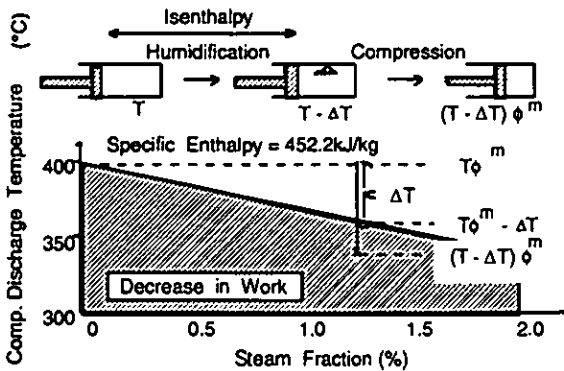 Isenthalpy
Humidification
Compression
T
T - ΔT
(T - ΔT) ϕ^m
Comp. Discharge Temperature (°C)
Specific Enthalpy = 452.2kJ/kg
400
350
300
Tϕ^m
ΔT
Tϕ^m - ΔT
(T - ΔT) ϕ^m
Decrease in Work
0 0.5 1.0 1.5 2.0
Steam Fraction (%)